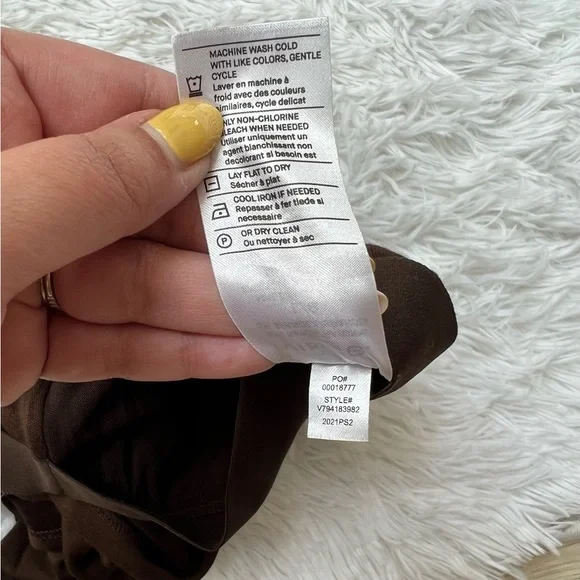 MACHINE WASH COLD
WITH LIKE COLORS, GENTLE
CYCLE
Laver en machine à
froid avec des couleurs
similaires, cycle delicat
ONLY NON-CHLORINE
BLEACH WHEN NEEDED
Utiliser uniquement un
agent blanchissant non
decolorant si besoin est
LAY FLAT TO DRY
Sécher à plat
COOL IRON IF NEEDED
Repesser à fer tiede si
necessaire
P
OR DRY CLEAN
Ou nettoyer à sec
PO#
00018777
STYLE#
V794183982
2021PS2